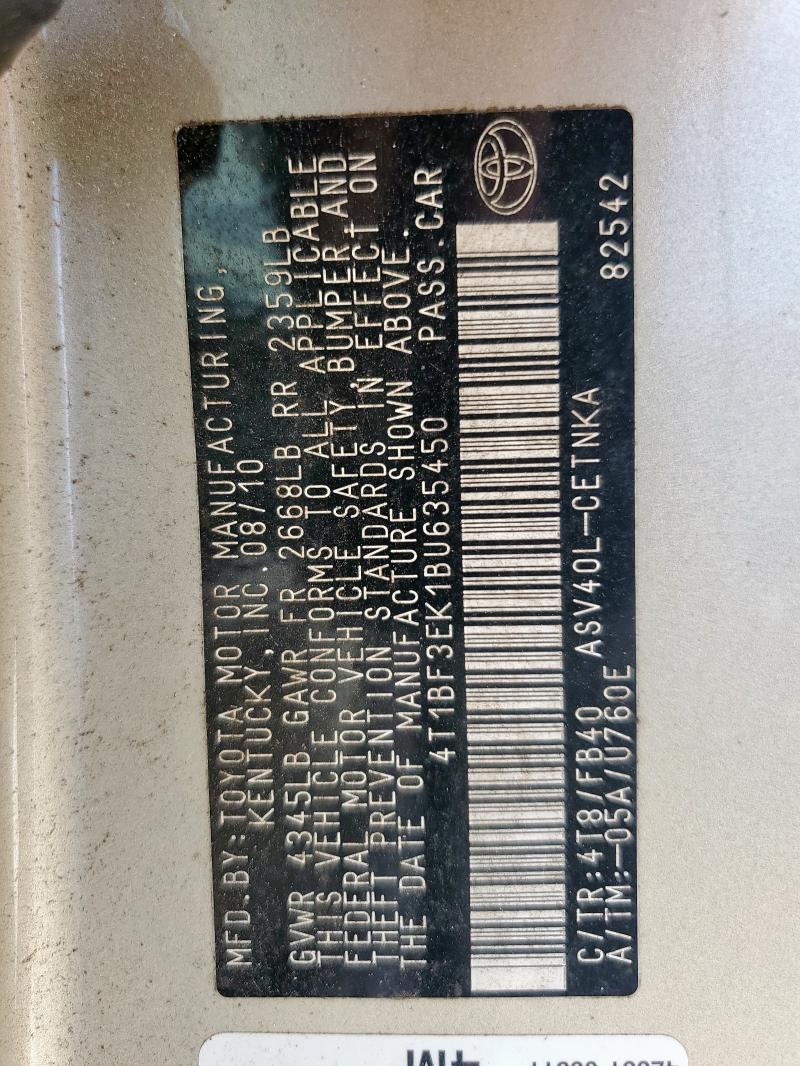 MFD.BY:TOYOTA MOTOR MANUFACTURING,
KENTUCKY,INC.08/10
GVWR 4345LB GAWR FR 2668LB RR 2359LB
THIS VEHICLE CONFORMS TO ALL APPLICABLE
FEDERAL MOTOR VEHICLE SAFETY,BUMPER AND
THEFT PREVENTION STANDARDS IN EFFECT ON
THE DATE OF MANUFACTURE SHOWN ABOVE.
4T1BF3EK1BU635450 PASS.CAR
C/TR:4T8/FB40 ASV40L-CETNKA
A/TM:-05A/U760E 82542